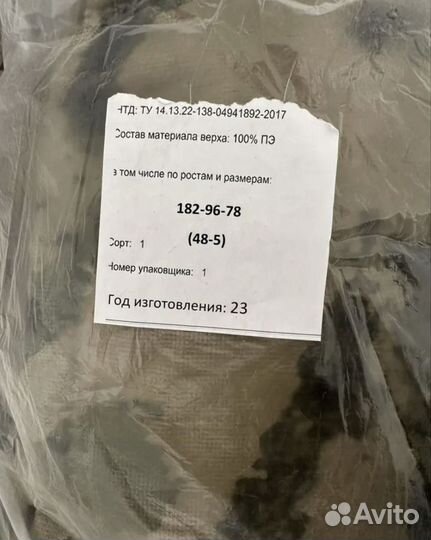 НТД: ТУ 14.13.22-138-04941892-2017
Состав материала верха: 100% ПЭ
в том числе по ростам и размерам:
182-96-78
(48-5)
Сорт: 1
Номер упаковщика: 1
Год изготовления: 23
Avito